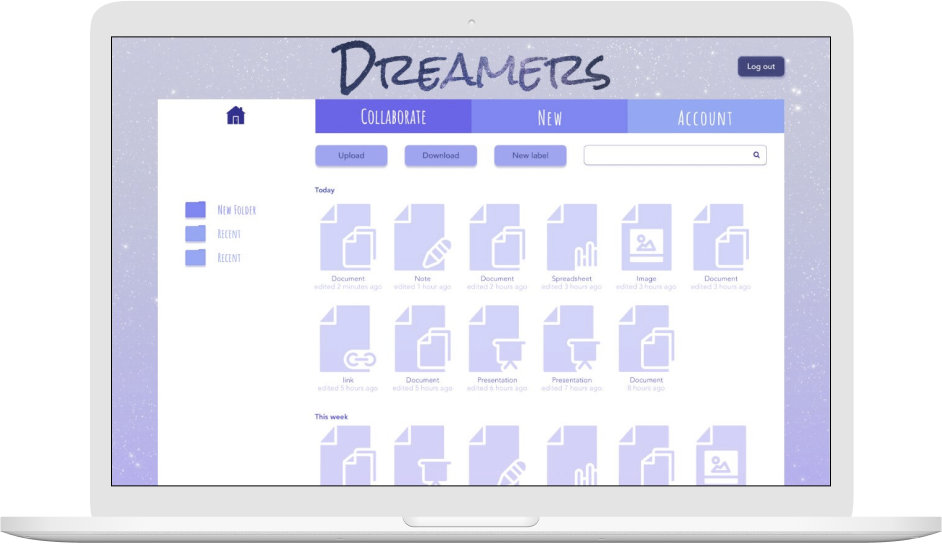 DREAMERS
Log out
COLLABORATE NEW ACCOUNT
Upload Download New label
NEW FOLDER
RECENT
RECENT
Today
Document Note Document Spreadsheet Image Document
edited 2 minutes ago edited 1 hour ago edited 2 hours ago edited 3 hours ago edited 3 hours ago edited 3 hours ago
link Document Presentation Presentation Document
edited 5 hours ago edited 5 hours ago edited 6 hours ago edited 7 hours ago 8 hours ago
This week